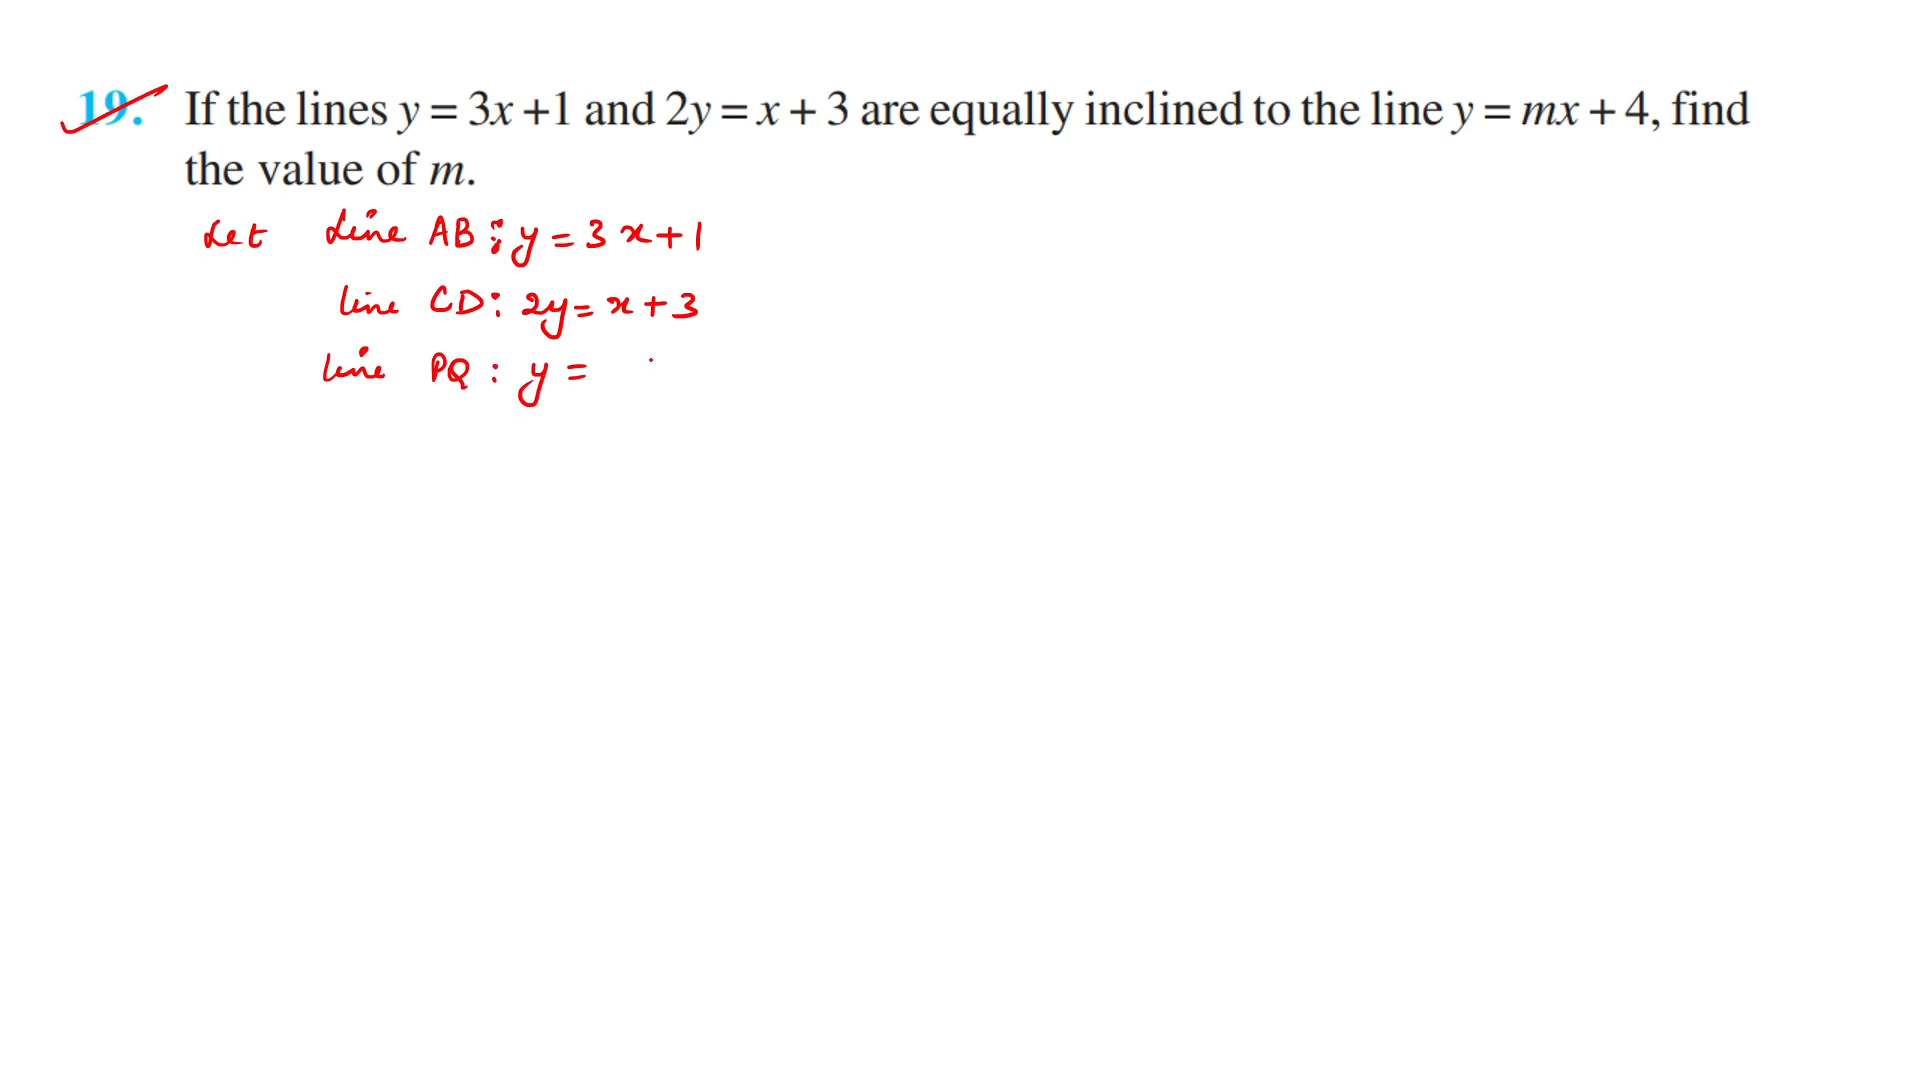 19. If the lines y = 3x +1 and 2y = x + 3 are equally inclined to the line y = mx + 4, find
the value of m.
Let Line AB : y = 3x+1
line CD: 2y = x+3
line PQ : y =